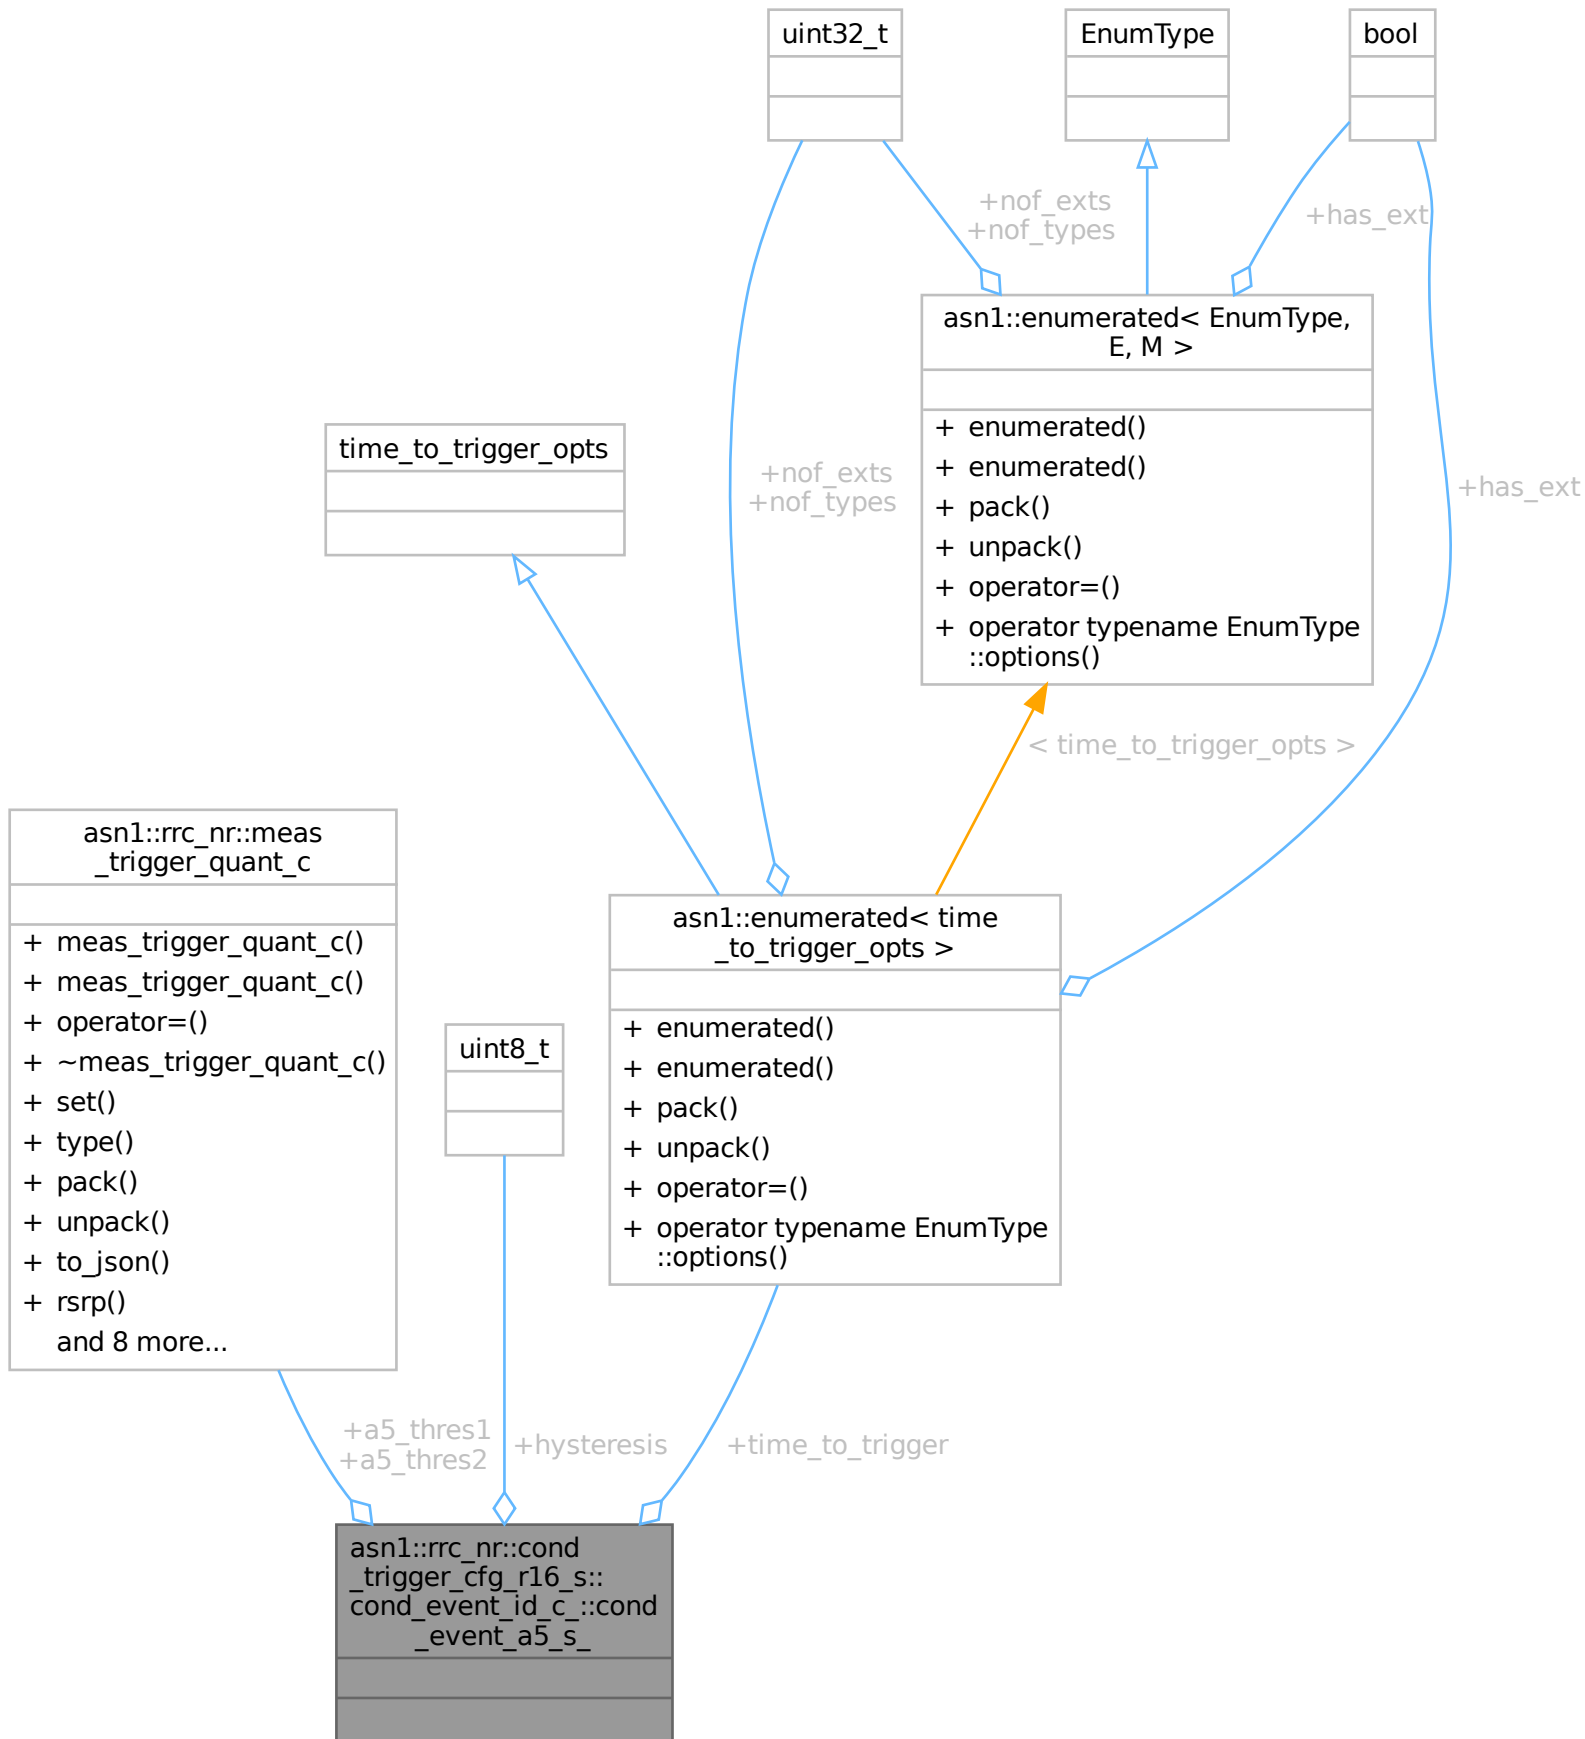 uint32_t
EnumType
bool
+nof_exts
+nof_types
+has_ext
asn1::enumerated< EnumType,
E, M >
+ enumerated()
+ enumerated()
+ pack()
+ unpack()
+ operator=()
+ operator typename EnumType
::options()
time_to_trigger_opts
+nof_exts
+nof_types
+has_ext
< time_to_trigger_opts >
asn1::rrc_nr::meas
_trigger_quant_c
+ meas_trigger_quant_c()
+ meas_trigger_quant_c()
+ operator=()
+ ~meas_trigger_quant_c()
+ set()
+ type()
+ pack()
+ unpack()
+ to_json()
+ rsrp()
and 8 more...
uint8_t
asn1::enumerated< time
_to_trigger_opts >
+ enumerated()
+ enumerated()
+ pack()
+ unpack()
+ operator=()
+ operator typename EnumType
::options()
+a5_thres1
+a5_thres2
+hysteresis
+time_to_trigger
asn1::rrc_nr::cond
_trigger_cfg_r16_s::
cond_event_id_c_::cond
_event_a5_s_